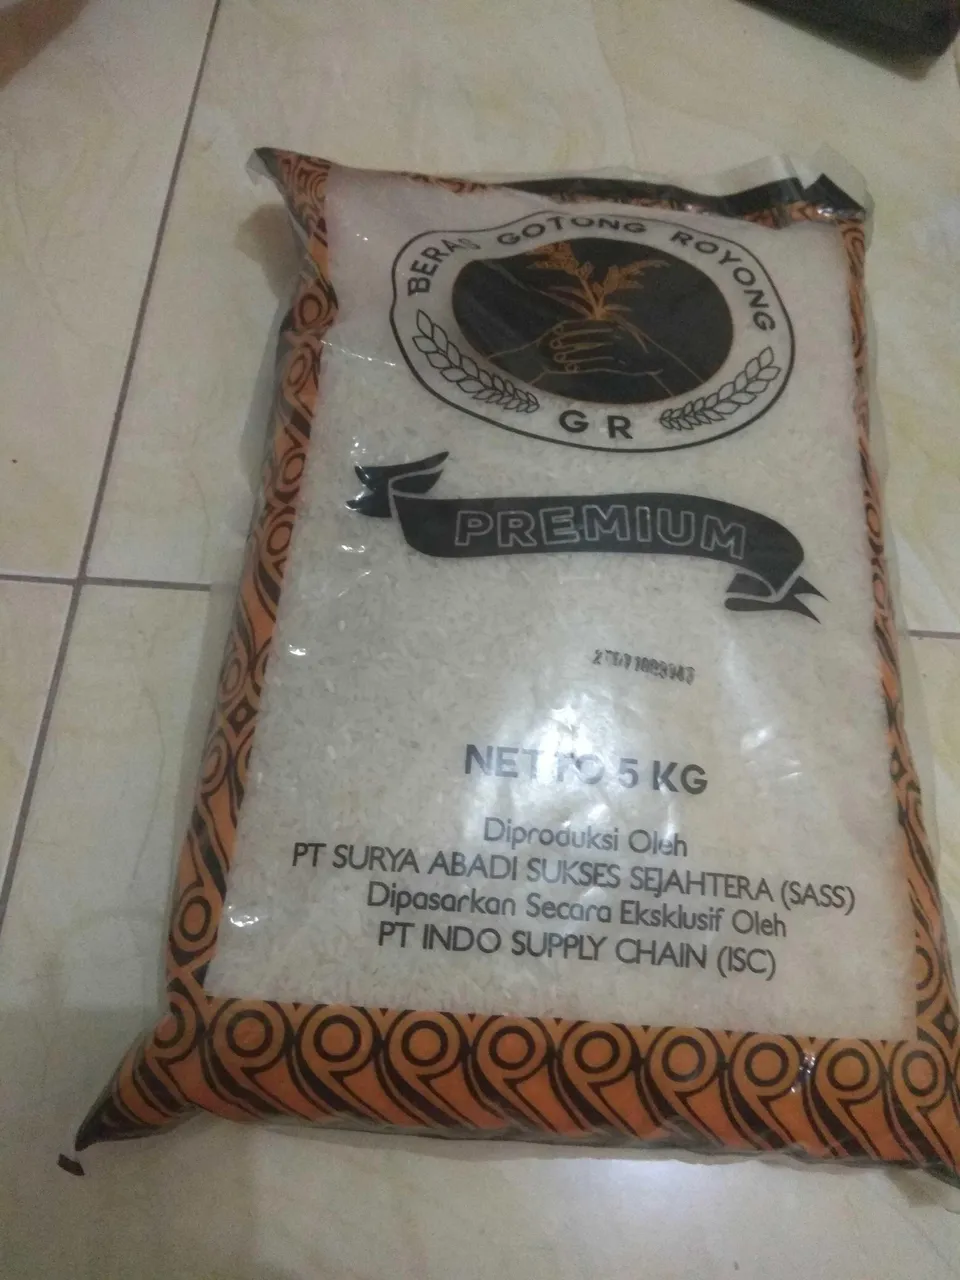 BERAS GOTONG ROYONG
GR
PREMIUM
NETTO 5 KG
Diproduksi Oleh
PT SURYA ABADI SUKSES SEJAHTERA (SASS)
Dipasarkan Secara Eksklusif Oleh
PT INDO SUPPLY CHAIN (ISC)